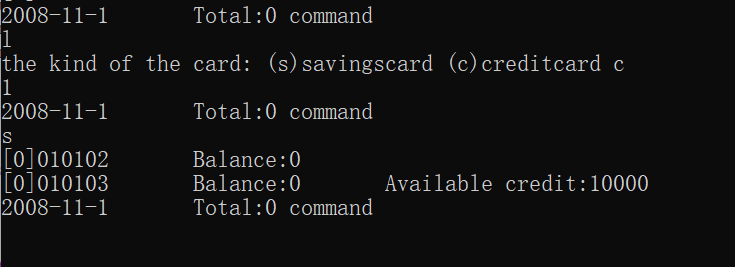 2008-11-1 Total:0 command
l
the kind of the card: (s)savingscard (c)creditcard c
1
2008-11-1 Total:0 command
s
[0]010102 Balance:0
[0]010103 Balance:0 Available credit:10000
2008-11-1 Total:0 command